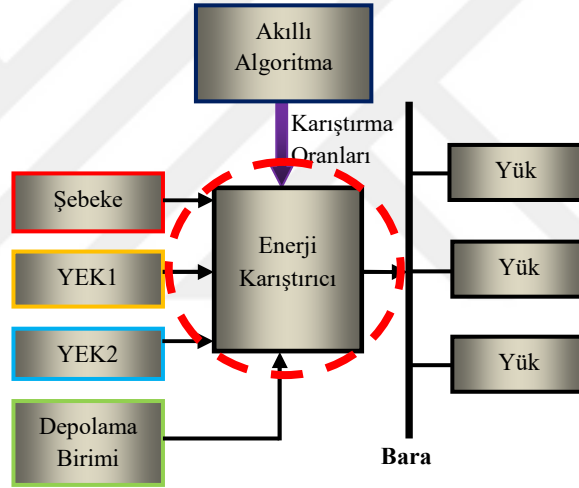 Akıllı
Algoritma
Karıştırma
Oranları
Şebeke
YEK1
YEK2
Depolama
Birimi
Enerji
Karıştırıcı
Yük
Yük
Yük
Bara